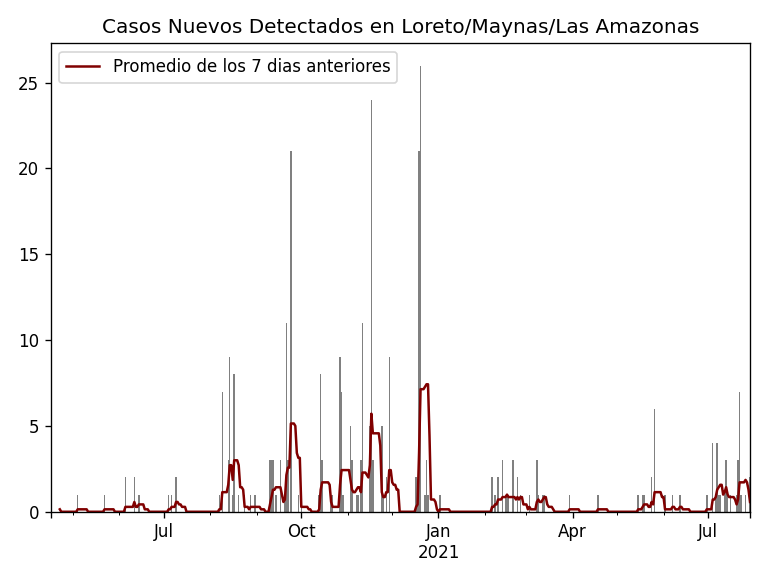 Casos Nuevos Detectados en Loreto/Maynas/Las Amazonas
Promedio de los 7 dias anteriores
25
20
15
10
5
0
Jul
Oct
Jan
2021
Apr
Jul